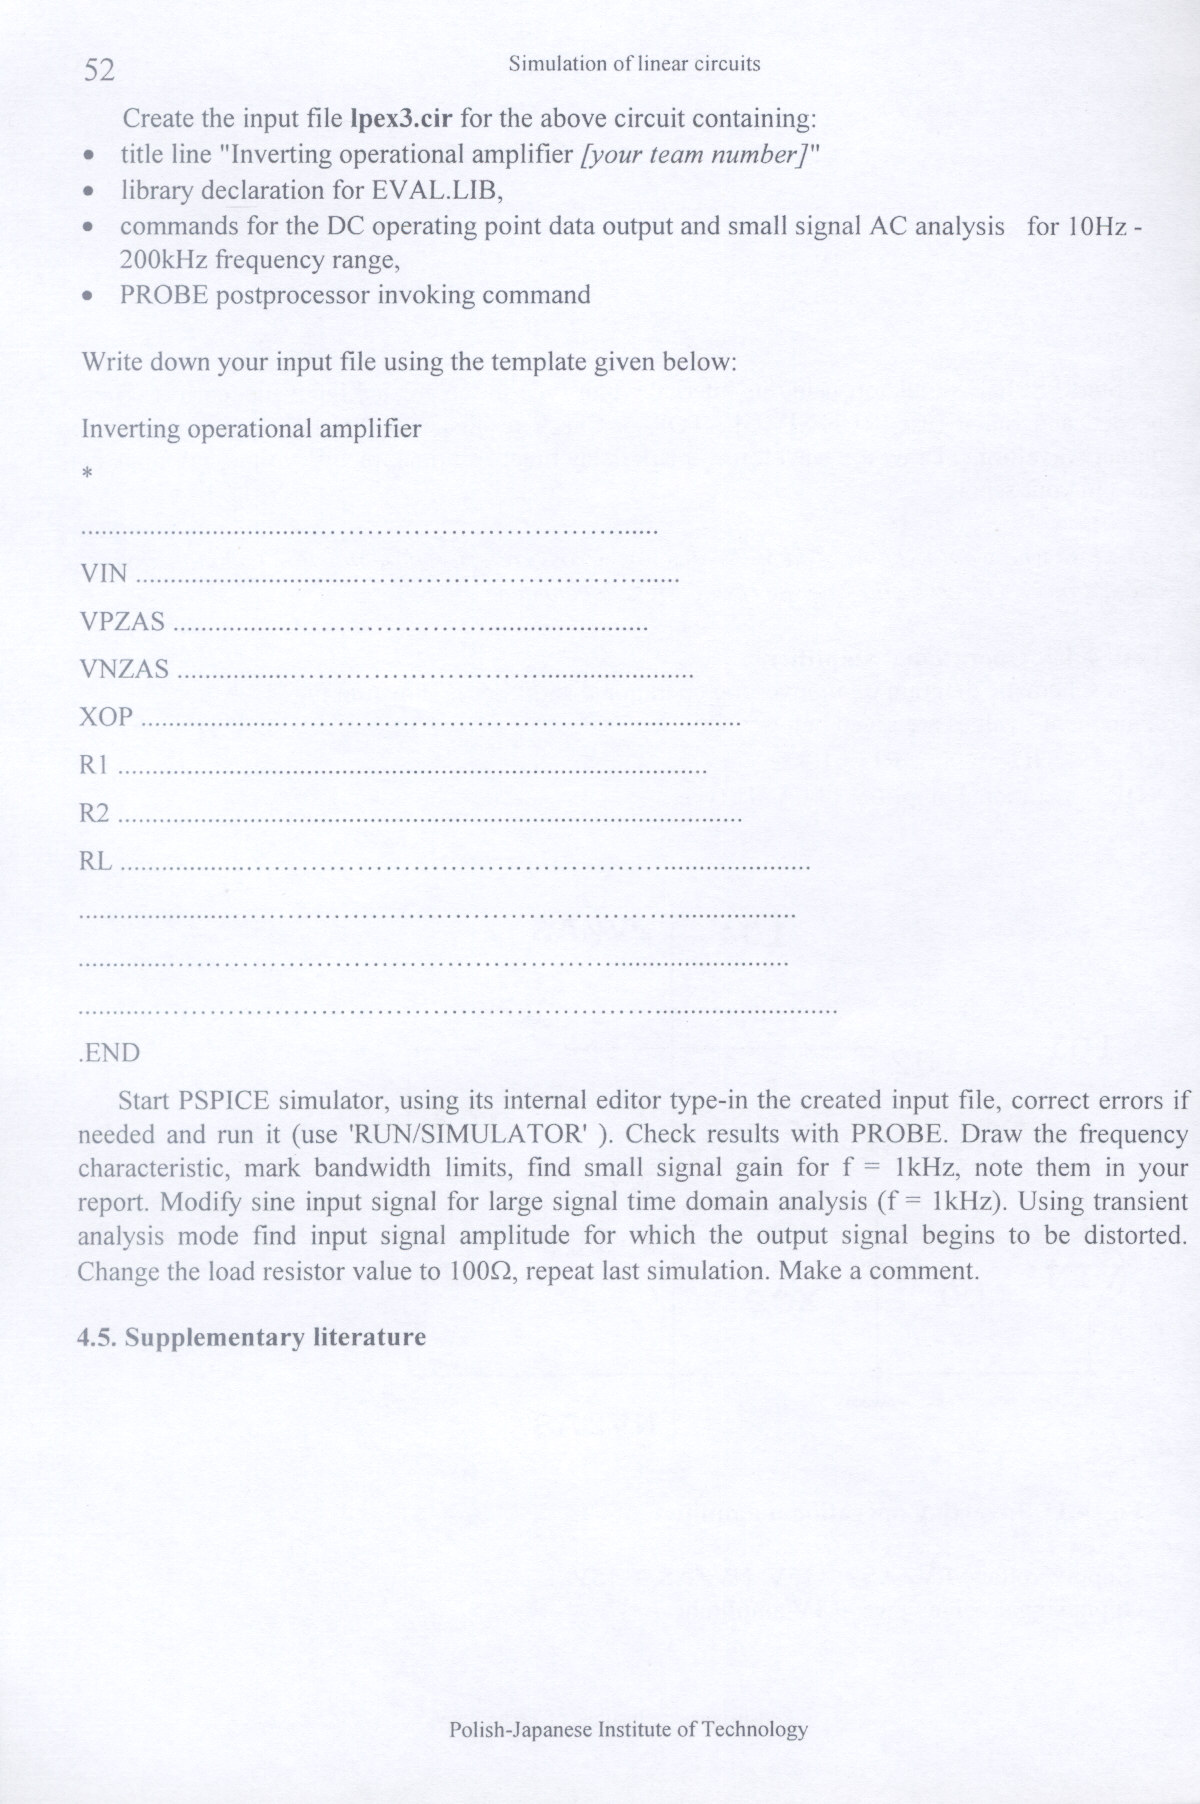 52
Simulation of linear circuits
Create the input file lpex3.cir for the above circuit containing:
• title line "Inverting operational amplifier [your team number]"
• library declaration for EVAL.LIB,
• commands for the DC operating point data output and small signal AC analysis for 10Hz -
200kHz frequency range,
• PROBE postprocessor invoking command
Write down your input file using the template given below:
Inverting operational amplifier
*
....................................................................................................
VIN ..............................................................................................
VPZAS ..................................................................................
VNZAS .........................................................................................
XOP ......................................................................................................
R1 .....................................................................................................
R2 ...........................................................................................................
RL .....................................................................................................................
............................................................................................................................
...........................................................................................................................
...................................................................................................................................
.END
Start PSPICE simulator, using its internal editor type-in the created input file, correct errors if
needed and run it (use 'RUN/SIMULATOR' ). Check results with PROBE. Draw the frequency
characteristic, mark bandwidth limits, find small signal gain for f = 1kHz, note them in your
report. Modify sine input signal for large signal time domain analysis (f = 1kHz). Using transient
analysis mode find input signal amplitude for which the output signal begins to be distorted.
Change the load resistor value to 100Ω, repeat last simulation. Make a comment.
4.5. Supplementary literature
Polish-Japanese Institute of Technology